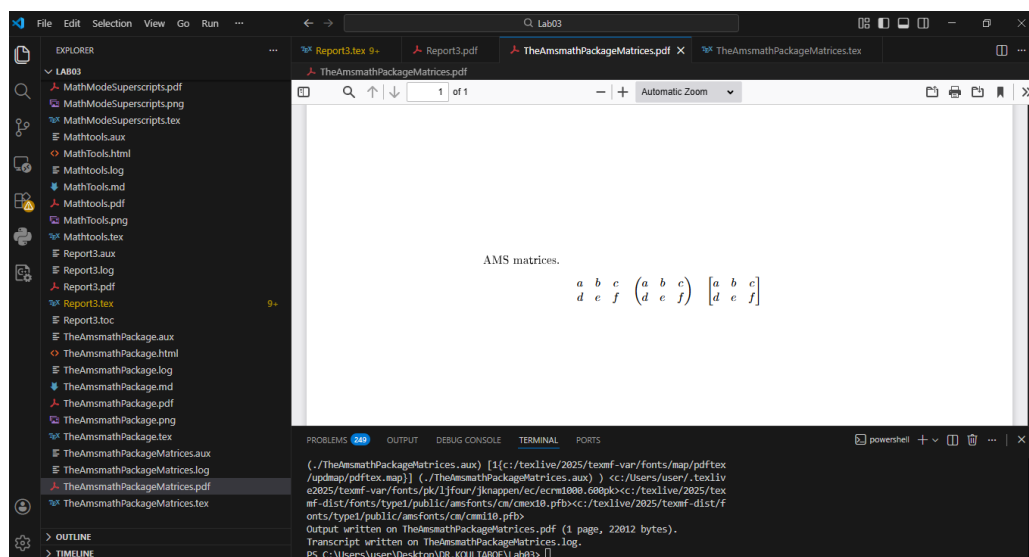 File Edit Selection View Go Run ··· Lab03
EXPLORER ···
LAB03
MathModeSuperscripts.pdf
MathModeSuperscripts.png
MathModeSuperscripts.tex
Mathtools.aux
MathTools.html
Mathtools.log
MathTools.md
Mathtools.pdf
MathTools.png
Mathtools.tex
Report3.aux
Report3.log
Report3.pdf
Report3.tex 9+
Report3.toc
TheAmsmathPackage.aux
TheAmsmathPackage.html
TheAmsmathPackage.log
TheAmsmathPackage.md
TheAmsmathPackage.pdf
TheAmsmathPackage.png
TheAmsmathPackage.tex
TheAmsmathPackageMatrices.aux
TheAmsmathPackageMatrices.log
TheAmsmathPackageMatrices.pdf
TheAmsmathPackageMatrices.tex
OUTLINE
TIMELINE
Report3.tex 9+ Report3.pdf TheAmsmathPackageMatrices.pdf TheAmsmathPackageMatrices.tex
TheAmsmathPackageMatrices.pdf
1 of 1 Automatic Zoom
AMS matrices.
a b c (a b c) [a b c]
d e f (d e f) [d e f]
PROBLEMS 249 OUTPUT DEBUG CONSOLE TERMINAL PORTS powershell
(./TheAmsmathPackageMatrices.aux) [1{c:/texlive/2025/texmf-var/fonts/map/pdftex
/updmap/pdftex.map}] (./TheAmsmathPackageMatrices.aux) ) <c:/Users/user/.texliv
e2025/texmf-var/fonts/pk/ljfour/jknappen/ec/ecrm1000.600pk><c:/texlive/2025/tex
mf-dist/fonts/type1/public/amsfonts/cm/cmex10.pfb><c:/texlive/2025/texmf-dist/f
onts/type1/public/amsfonts/cm/cmmi10.pfb>
Output written on TheAmsmathPackageMatrices.pdf (1 page, 22012 bytes).
Transcript written on TheAmsmathPackageMatrices.log.
PS C:\Users\user\Desktop\DR.KOULTABOF\Lab03>